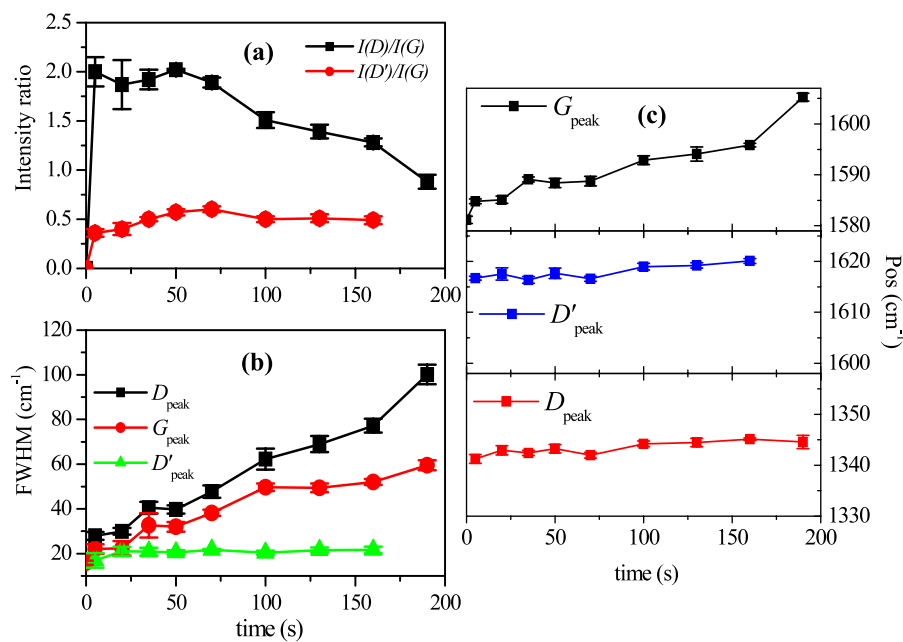 (a)
I(D)/I(G)
I(D')/I(G)
Intensity ratio
2.5
2.0
1.5
1.0
0.5
0.0
0 50 100 150 200
(b)
D peak
G peak
D' peak
FWHM (cm-1)
120
100
80
60
40
20
0 50 100 150 200
time (s)
(c)
G peak
1600
1590
1580
D' peak
1620
1610
1600
D peak
1350
1340
1330
Pos (cm-1)
0 50 100 150 200
time (s)